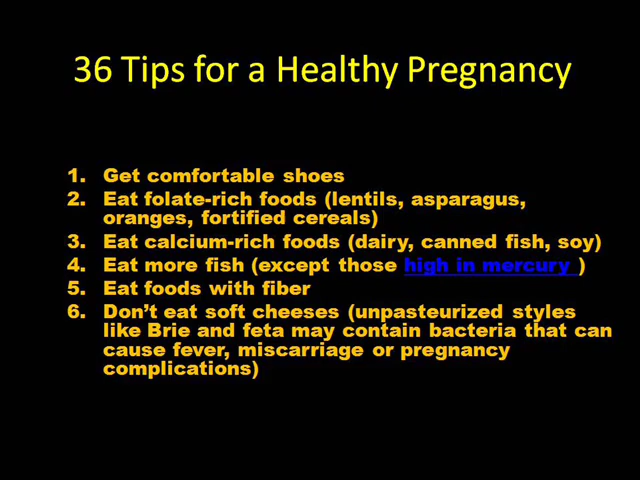 36 Tips for a Healthy Pregnancy
1. Get comfortable shoes
2. Eat folate-rich foods (lentils, asparagus,
oranges, fortified cereals)
3. Eat calcium-rich foods (dairy, canned fish, soy)
4. Eat more fish (except those high in mercury )
5. Eat foods with fiber
6. Don’t eat soft cheeses (unpasteurized styles
like Brie and feta may contain bacteria that can
cause fever, miscarriage or pregnancy
complications)